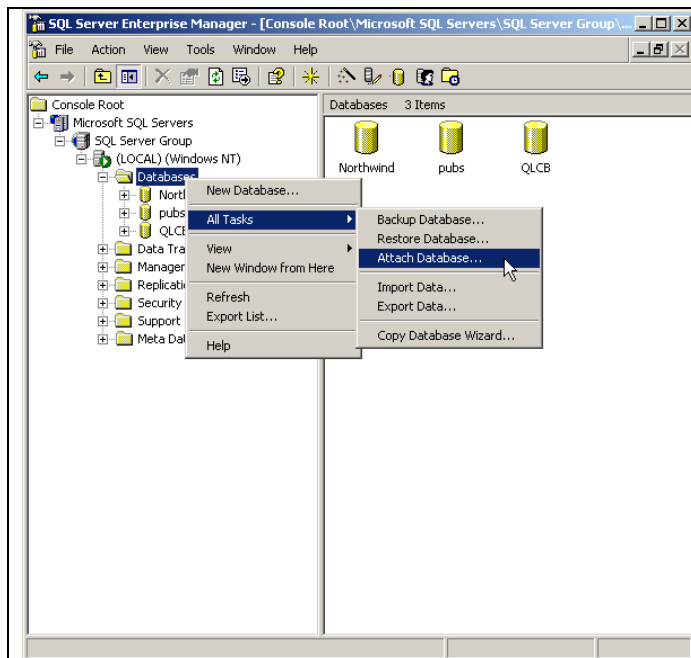 SQL Server Enterprise Manager - [Console Root\Microsoft SQL Servers\SQL Server Group\...
File Action View Tools Window Help
Console Root
Microsoft SQL Servers
SQL Server Group
(LOCAL) (Windows NT)
Databases
North
pubs
QLCB
Data Tra
Manager
Replicati
Security
Support
Meta Dat
Databases 3 Items
Northwind pubs QLCB
New Database...
All Tasks
View
New Window from Here
Refresh
Export List...
Help
Backup Database...
Restore Database...
Attach Database...
Import Data...
Export Data...
Copy Database Wizard...